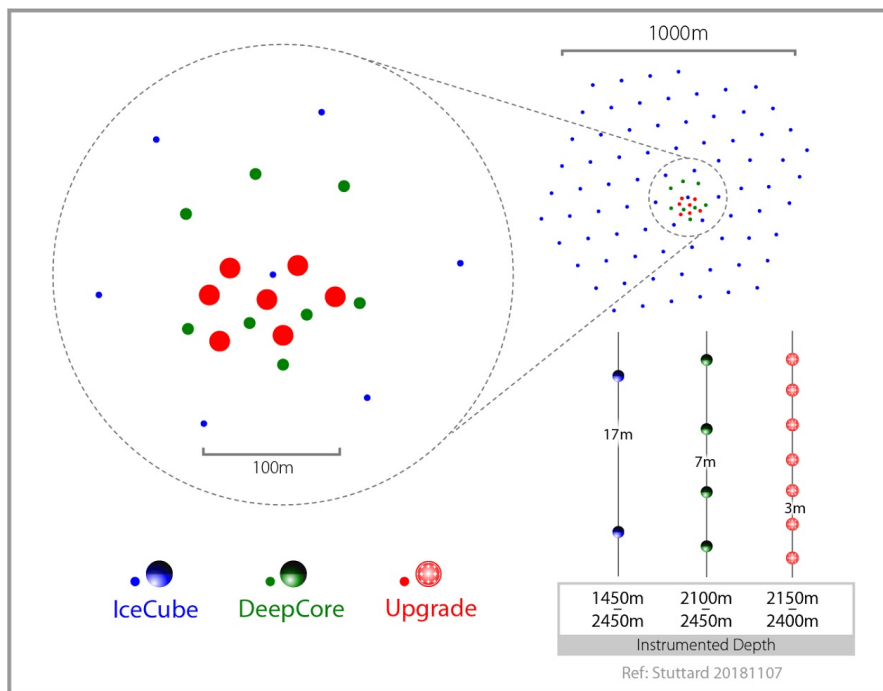 1000m
100m
17m
7m
3m
IceCube
DeepCore
Upgrade
1450m
–
2450m
2100m
–
2450m
2150m
–
2400m
Instrumented Depth
Ref: Stuttard 20181107